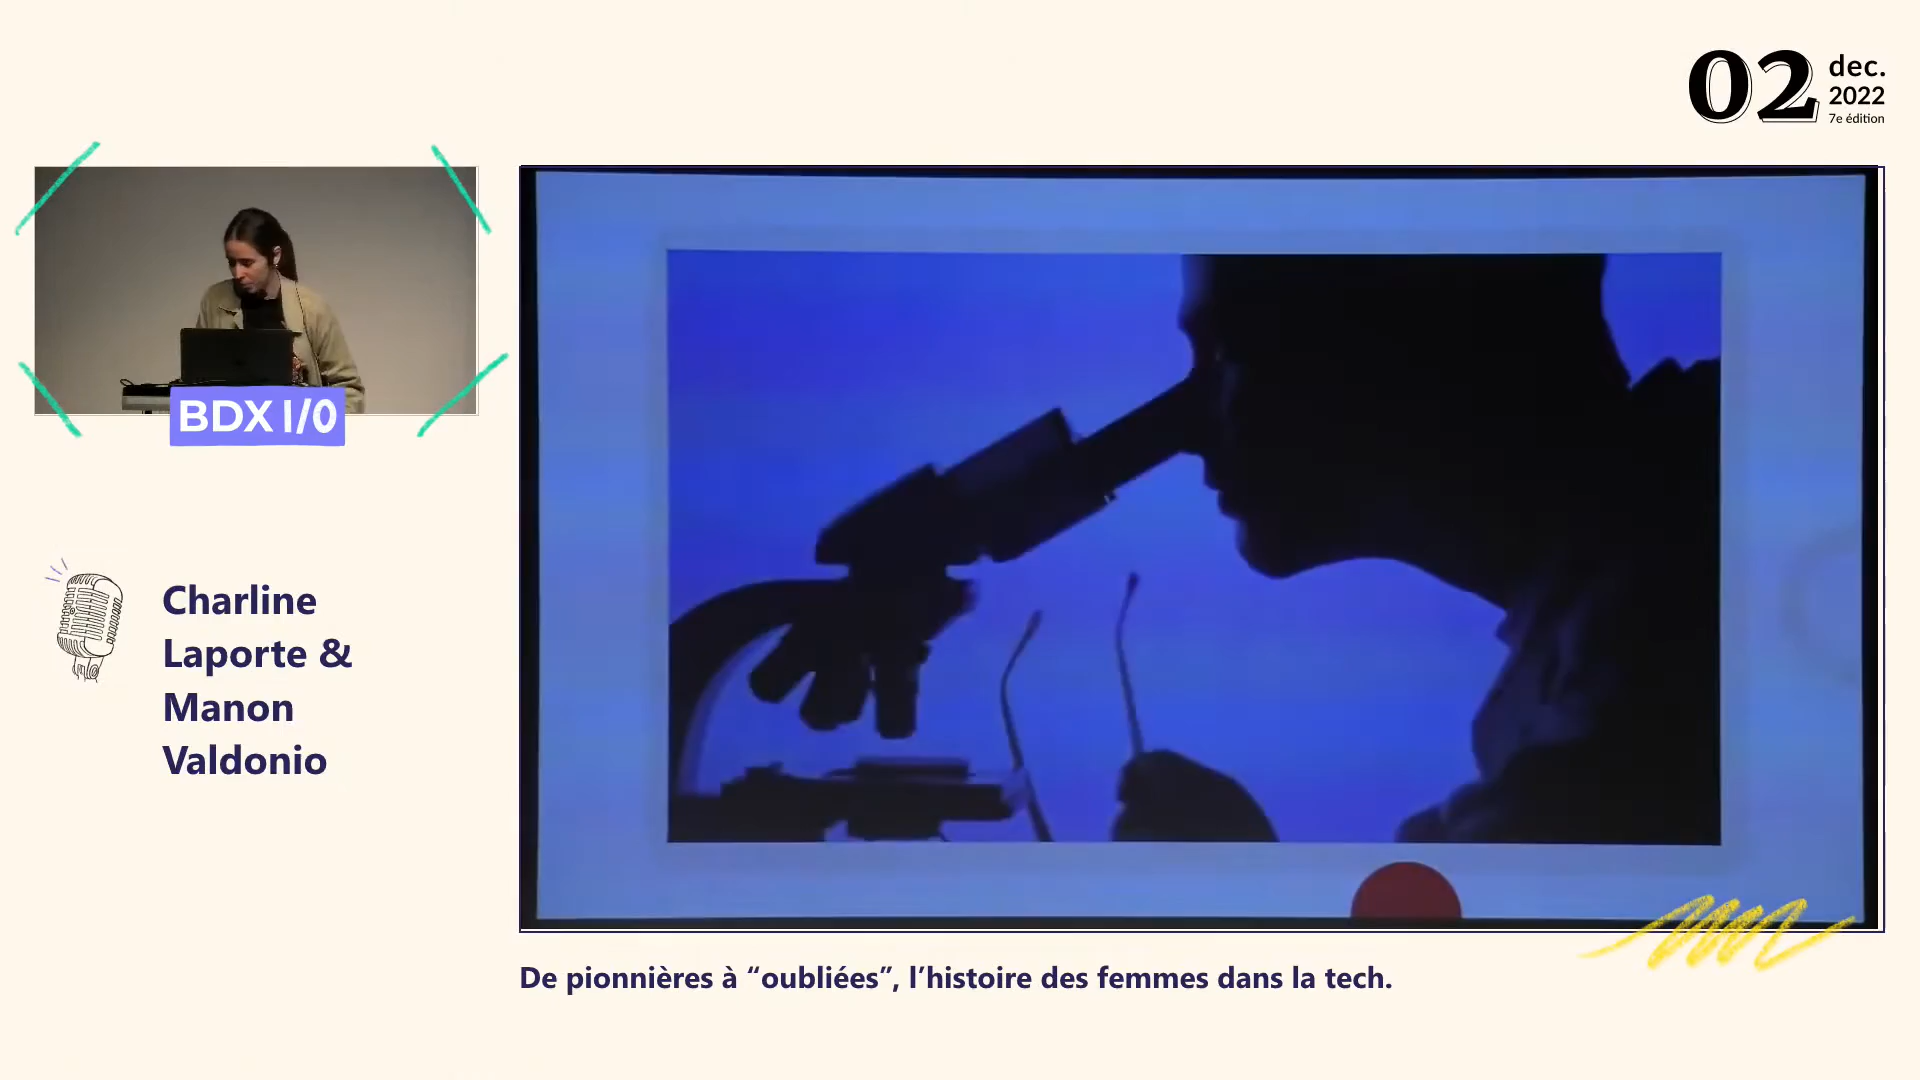 02
dec.
2022
7e édition
BDX I/O
Charline
Laporte &
Manon
Valdonio
De pionnières à “oubliées”, l’histoire des femmes dans la tech.